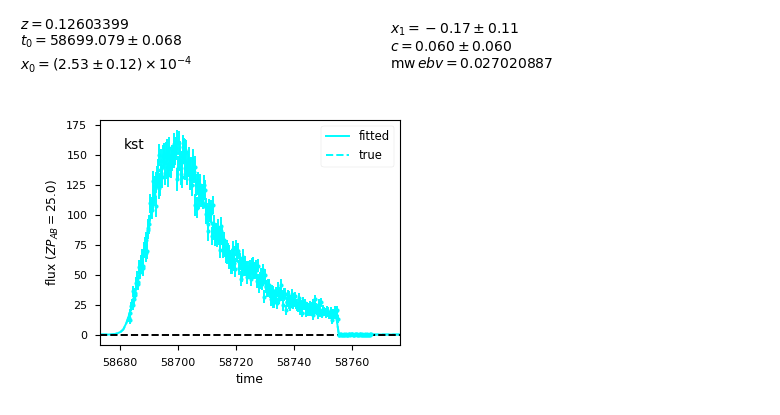 z = 0.12603399
t₀ = 58699.079 ± 0.068
x₀ = (2.53 ± 0.12) × 10⁻⁴
x₁ = −0.17 ± 0.11
c = 0.060 ± 0.060
mw ebv = 0.027020887
kst
fitted
true
175
150
125
100
75
50
25
0
flux (ZP_AB = 25.0)
58680 58700 58720 58740 58760
time